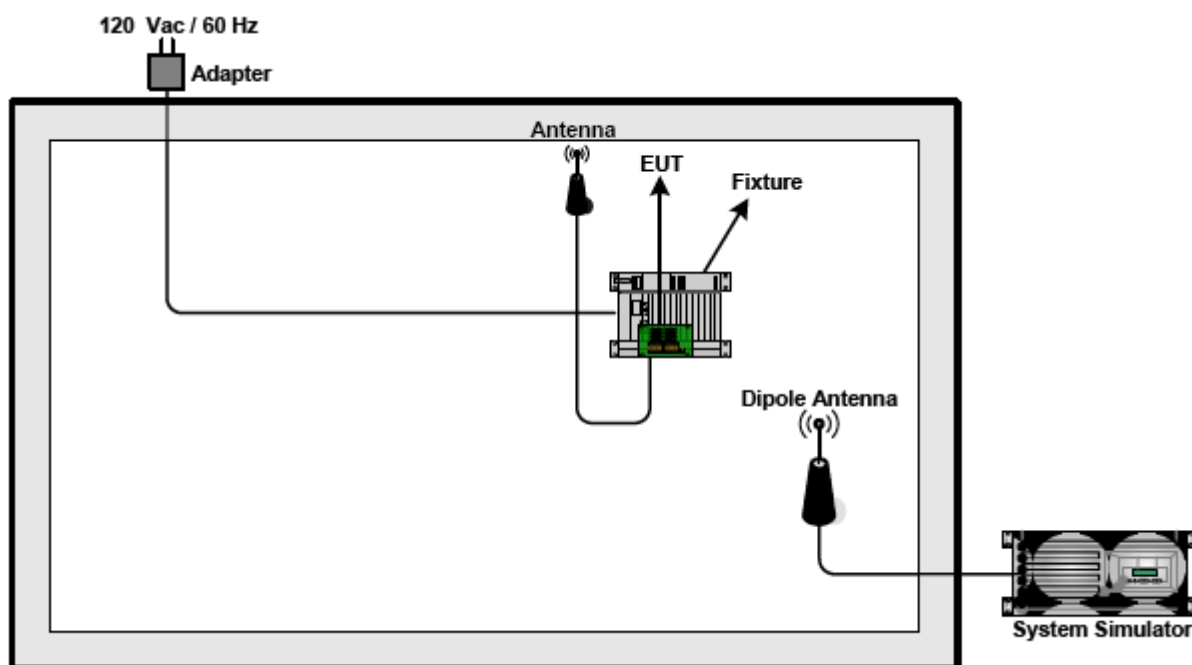 120 Vac / 60 Hz
Adapter
Antenna
EUT
Fixture
Dipole Antenna
System Simulator